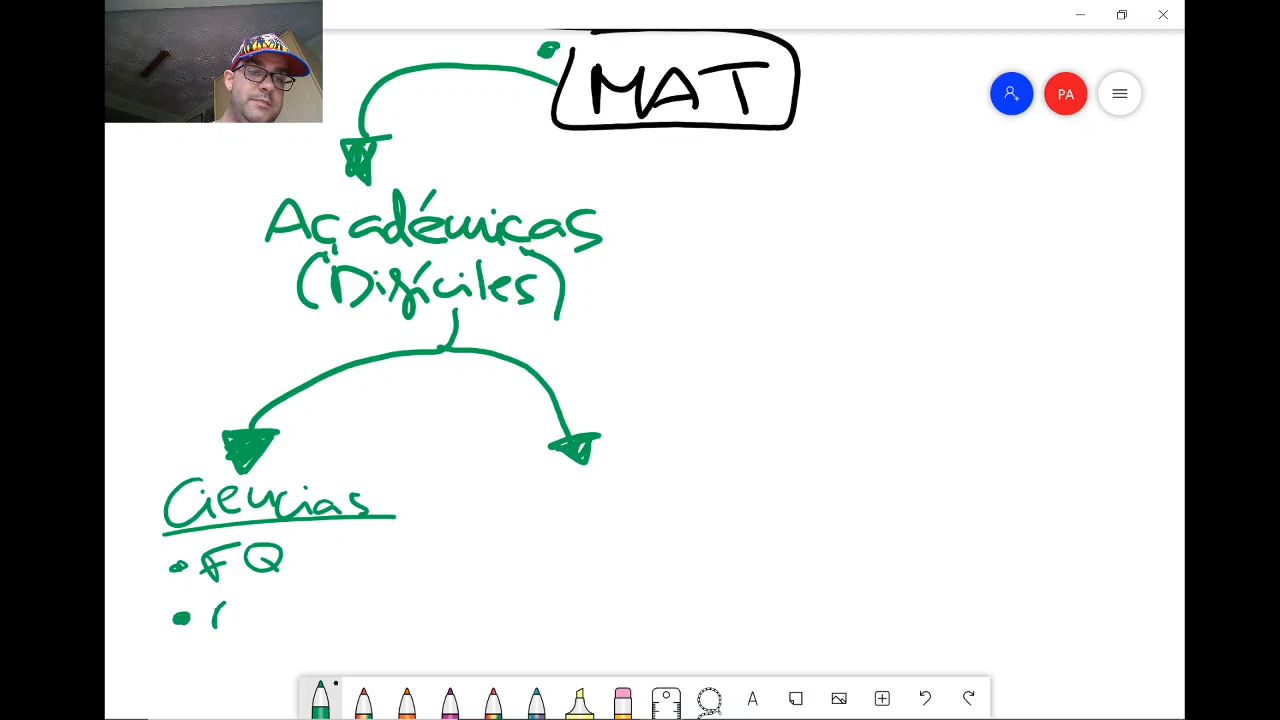 MAT
PA
Académicas
(Difíciles)
Ciencias
• FQ
A